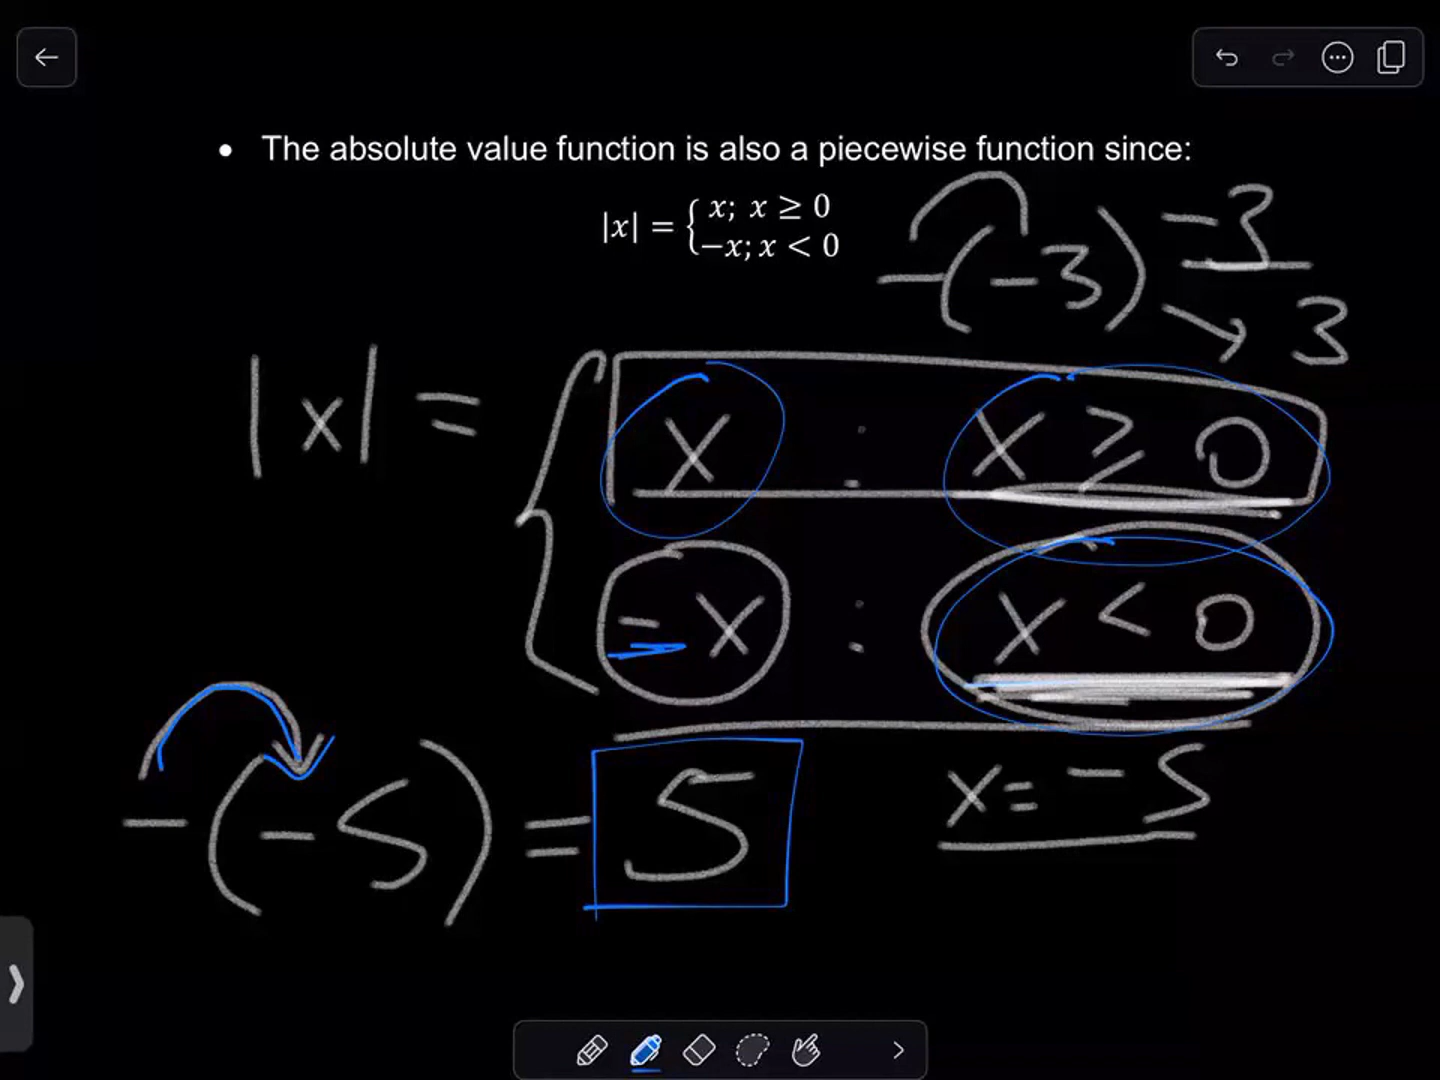 • The absolute value function is also a piecewise function since:
|x| = { x; x ≥ 0
−x; x < 0
-(-3) -3
→ 3
|x| = { x : x ≥ 0
-x : x < 0
-(-5) = 5 x = -5